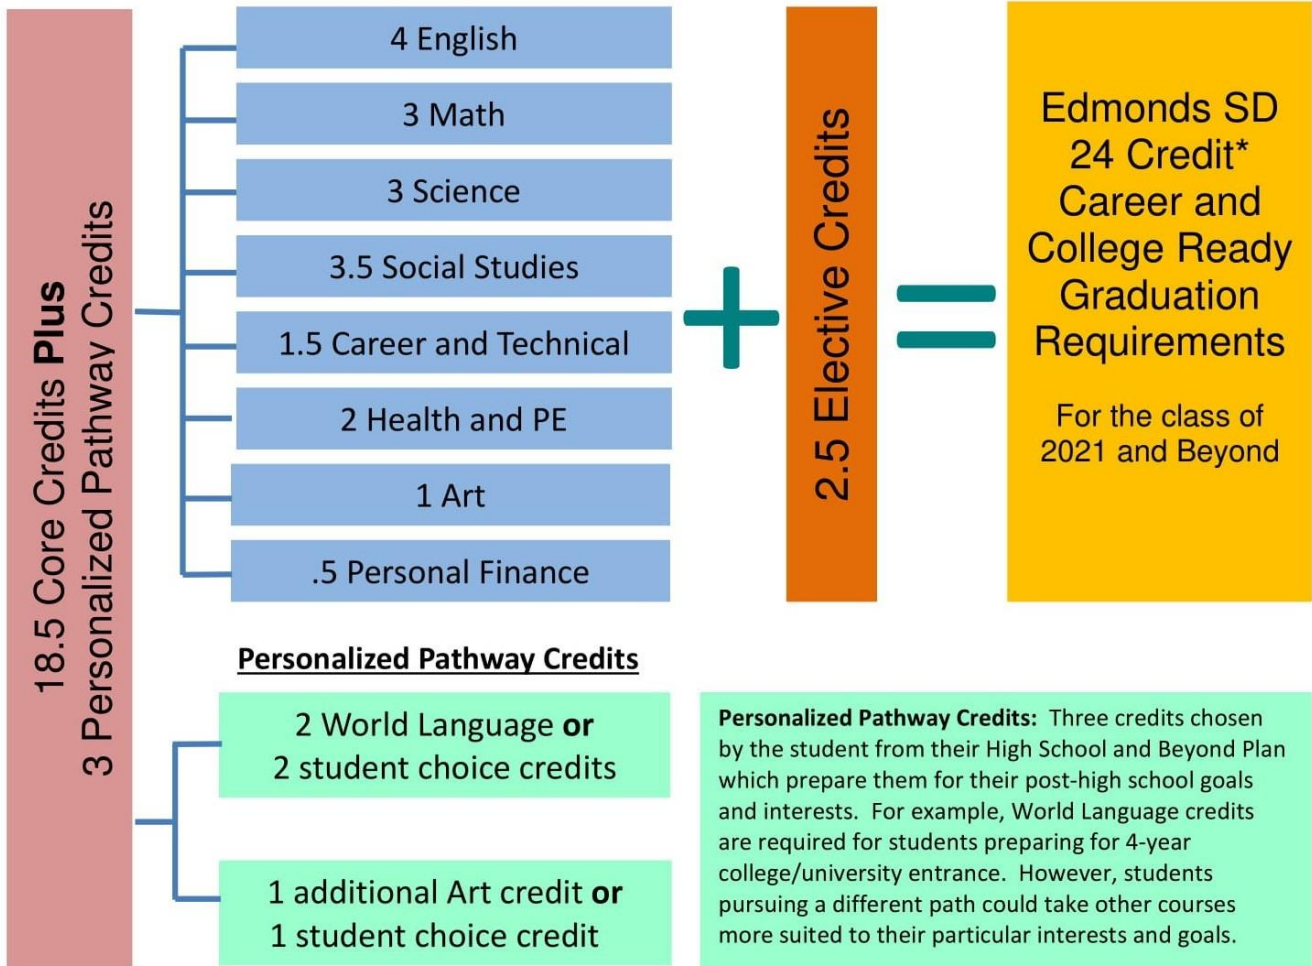 18.5 Core Credits Plus
3 Personalized Pathway Credits
4 English
3 Math
3 Science
3.5 Social Studies
1.5 Career and Technical
2 Health and PE
1 Art
.5 Personal Finance
2.5 Elective Credits
Edmonds SD
24 Credit*
Career and
College Ready
Graduation
Requirements
For the class of
2021 and Beyond
Personalized Pathway Credits
2 World Language or
2 student choice credits
1 additional Art credit or
1 student choice credit
Personalized Pathway Credits: Three credits chosen
by the student from their High School and Beyond Plan
which prepare them for their post-high school goals
and interests. For example, World Language credits
are required for students preparing for 4-year
college/university entrance. However, students
pursuing a different path could take other courses
more suited to their particular interests and goals.